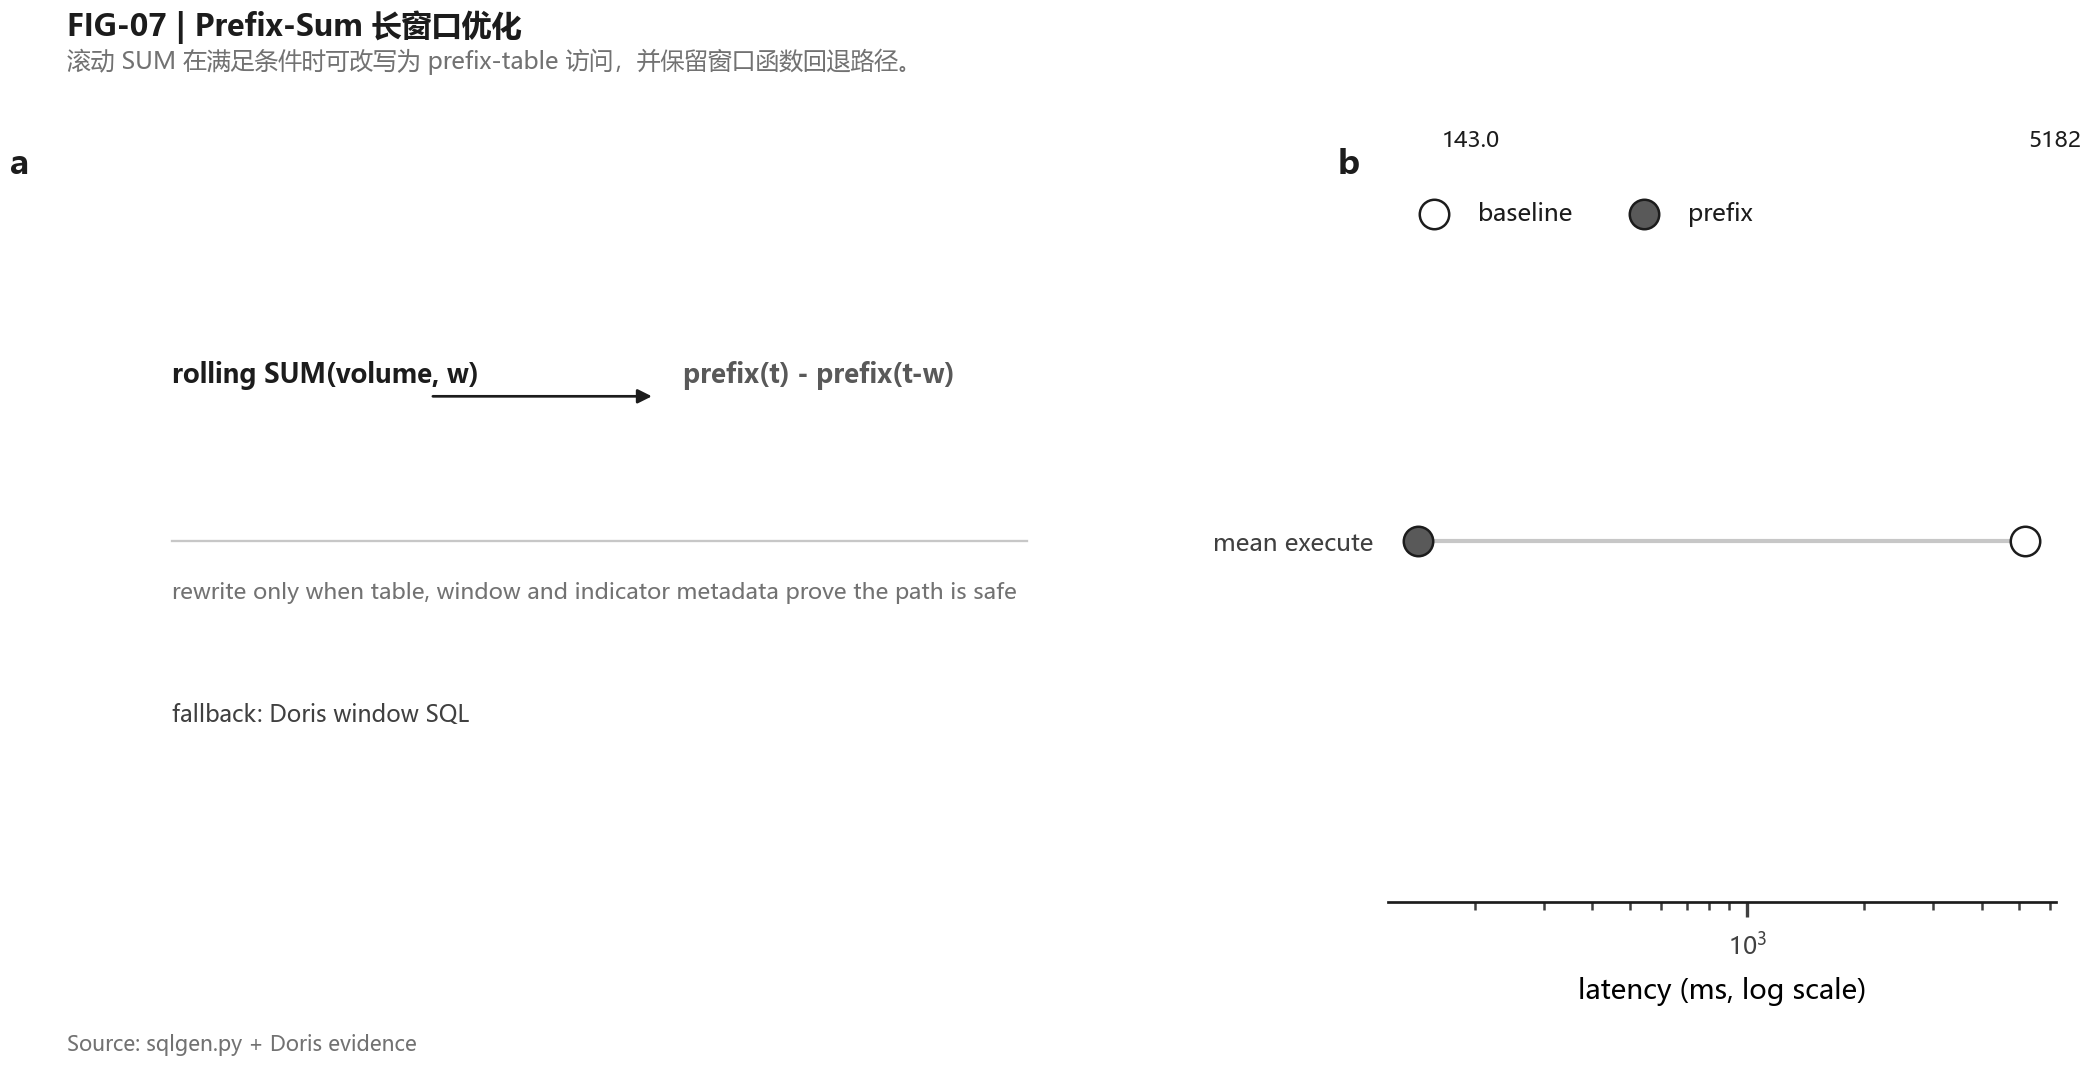 FIG-07 | Prefix-Sum 长窗口优化
滚动 SUM 在满足条件时可改写为 prefix-table 访问，并保留窗口函数回退路径。
a
rolling SUM(volume, w)
prefix(t) - prefix(t-w)
rewrite only when table, window and indicator metadata prove the path is safe
fallback: Doris window SQL
b
143.0
5182
baseline
prefix
mean execute
10³
latency (ms, log scale)
Source: sqlgen.py + Doris evidence